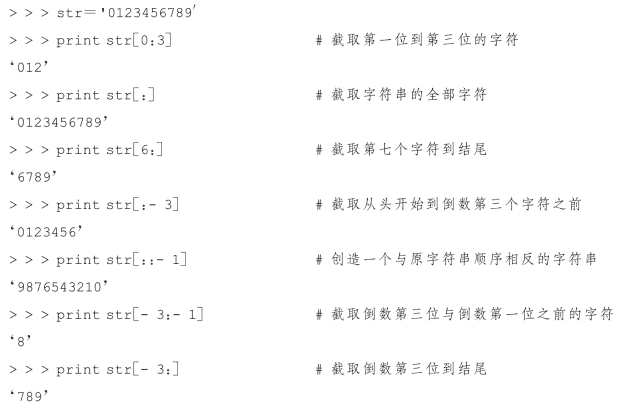 > > > str＝'0123456789'
> > > print str[0:3] # 截取第一位到第三位的字符
‘012’
> > > print str[:] # 截取字符串的全部字符
‘0123456789’
> > > print str[6:] # 截取第七个字符到结尾
‘6789’
> > > print str[:- 3] # 截取从头开始到倒数第三个字符之前
‘0123456’
> > > print str[::- 1] # 创造一个与原字符串顺序相反的字符串
‘9876543210’
> > > print str[- 3:- 1] # 截取倒数第三位与倒数第一位之前的字符
‘8’
> > > print str[- 3:] # 截取倒数第三位到结尾
‘789’